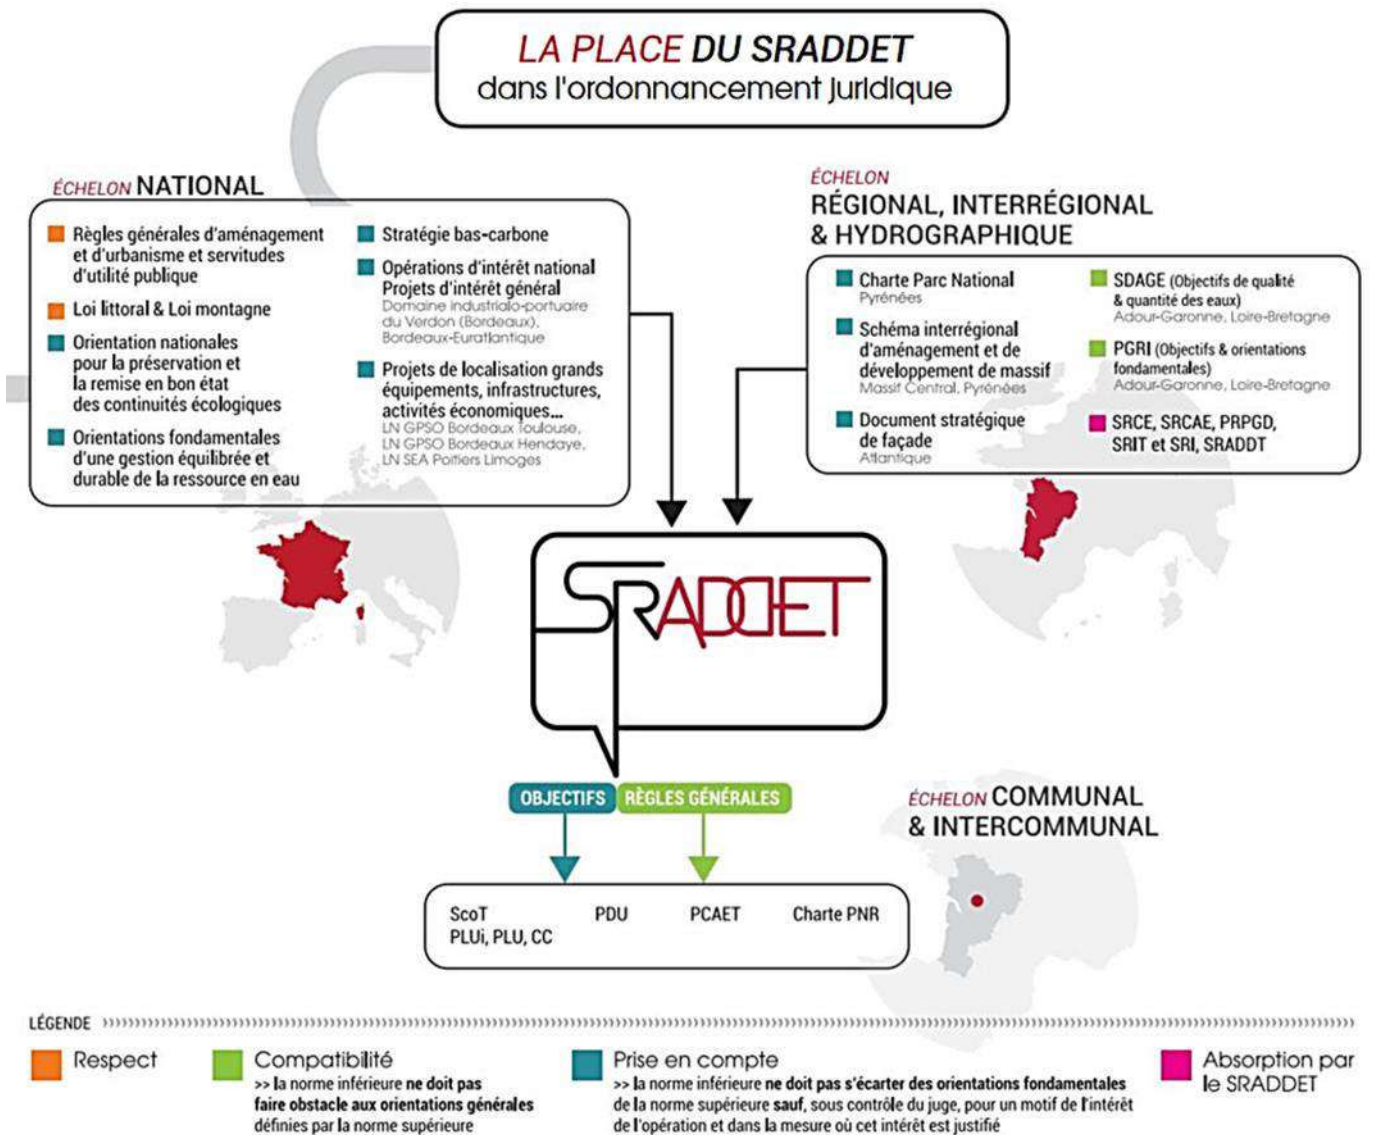 LA PLACE DU SRADDET
dans l'ordonnancement juridique
ÉCHELON NATIONAL
Règles générales d'aménagement
et d'urbanisme et servitudes
d'utilité publique
Loi littoral & Loi montagne
Orientation nationales
pour la préservation et
la remise en bon état
des continuités écologiques
Orientations fondamentales
d'une gestion équilibrée et
durable de la ressource en eau
Stratégie bas-carbone
Opérations d'intérêt national
Projets d'intérêt général
Domaine industrialo-portuaire
du Verdon (Bordeaux),
Bordeaux-Euratlantique
Projets de localisation grands
équipements, infrastructures,
activités économiques...
LN GPSO Bordeaux Toulouse,
LN GPSO Bordeaux Hendaye,
LN SEA Poitiers Limoges
ÉCHELON
RÉGIONAL, INTERRÉGIONAL
& HYDROGRAPHIQUE
Charte Parc National
Pyrénées
Schéma interrégional
d'aménagement et de
développement de massif
Massif Central, Pyrénées
Document stratégique
de façade
Atlantique
SDAGE (Objectifs de qualité
& quantité des eaux)
Adour-Garonne, Loire-Bretagne
PGRI (Objectifs & orientations
fondamentales)
Adour-Garonne, Loire-Bretagne
SRCE, SRCAE, PRPGD,
SRIT et SRI, SRADDT
SRADDET
OBJECTIFS RÈGLES GÉNÉRALES
ÉCHELON COMMUNAL
& INTERCOMMUNAL
ScoT PDU PCAET Charte PNR
PLUi, PLU, CC
LÉGENDE
Respect
Compatibilité
>> la norme inférieure ne doit pas
faire obstacle aux orientations générales
définies par la norme supérieure
Prise en compte
>> la norme inférieure ne doit pas s'écarter des orientations fondamentales
de la norme supérieure sauf, sous contrôle du juge, pour un motif de l'intérêt
de l'opération et dans la mesure où cet intérêt est justifié
Absorption par
le SRADDET